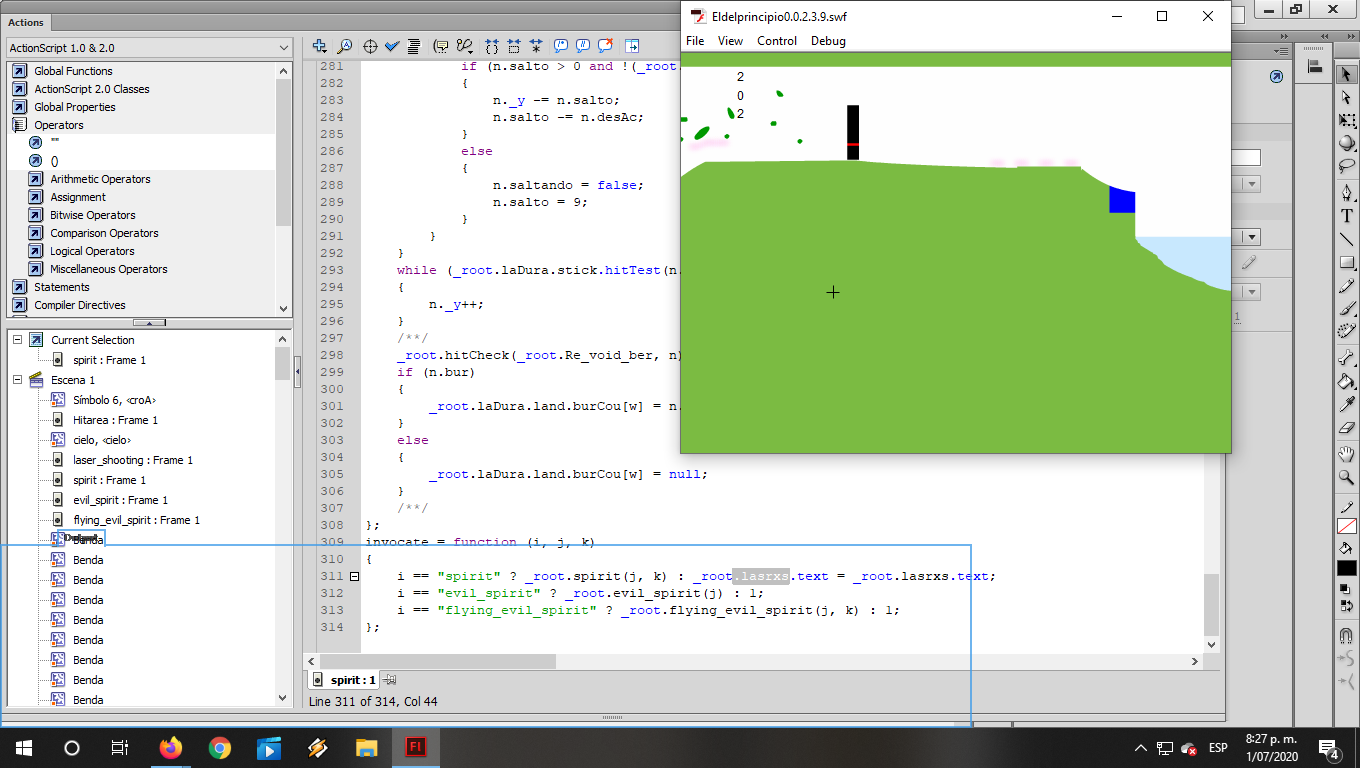 Actions
ActionScript 1.0 & 2.0
Global Functions
ActionScript 2.0 Classes
Global Properties
Operators
""
()
Arithmetic Operators
Assignment
Bitwise Operators
Comparison Operators
Logical Operators
Miscellaneous Operators
Statements
Compiler Directives
Current Selection
spirit : Frame 1
Escena 1
Símbolo 6, <croA>
Hitarea : Frame 1
cielo, <cielo>
laser_shooting : Frame 1
spirit : Frame 1
evil_spirit : Frame 1
flying_evil_spirit : Frame 1
Benda
Benda
Benda
Benda
Benda
Benda
Benda
Benda
Benda
281 if (n.salto > 0 and !(_root
282 {
283 n._y -= n.salto;
284 n.salto -= n.desAc;
285 }
286 else
287 {
288 n.saltando = false;
289 n.salto = 9;
290 }
291 }
292 }
293 while (_root.laDura.stick.hitTest(n.
294 {
295 n._y++;
296 }
297 /**/
298 _root.hitCheck(_root.Re_void_ber, n)
299 if (n.bur)
300 {
301 _root.laDura.land.burCou[w] = n.
302 }
303 else
304 {
305 _root.laDura.land.burCou[w] = null;
306 }
307 /**/
308 };
309 invocate = function (i, j, k)
310 {
311 i == "spirit" ? _root.spirit(j, k) : _root.lasrxs.text = _root.lasrxs.text;
312 i == "evil_spirit" ? _root.evil_spirit(j) : 1;
313 i == "flying_evil_spirit" ? _root.flying_evil_spirit(j, k) : 1;
314 };
spirit : 1
Line 311 of 314, Col 44
Eldelprincipio0.0.2.3.9.swf
File View Control Debug
2
0
2
1
Fl
ESP
8:27 p. m.
1/07/2020
4